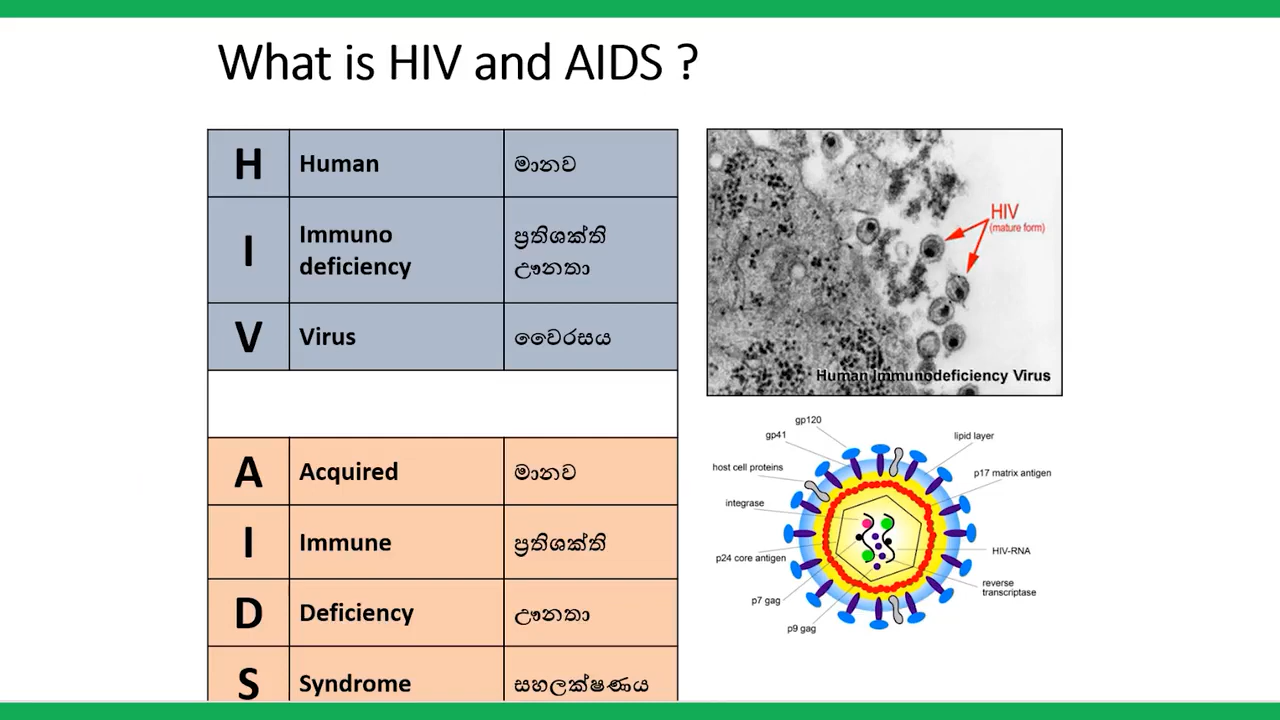 What is HIV and AIDS ?
H Human මානව
I Immuno deficiency ප්‍රතිශක්ති ඌනතා
V Virus වෛරසය
A Acquired මානව
I Immune ප්‍රතිශක්ති
D Deficiency ඌනතා
S Syndrome සහලක්ෂණය
HIV
(mature form)
Human Immunodeficiency Virus
gp120
gp41
lipid layer
host cell proteins
p17 matrix antigen
integrase
HIV-RNA
p24 core antigen
reverse
transcriptase
p7 gag
p9 gag